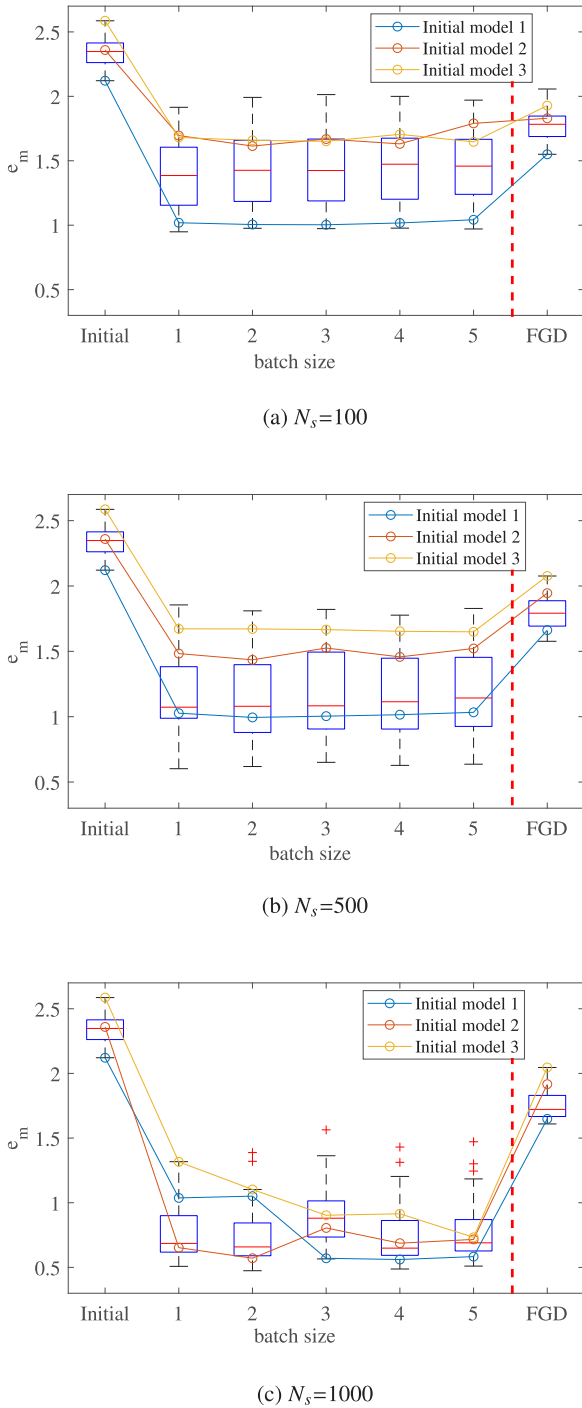 2.5
2
1.5
1
0.5
e_m
Initial model 1
Initial model 2
Initial model 3
Initial 1 2 3 4 5 FGD
batch size
(a) N_s=100
2.5
2
1.5
1
0.5
e_m
Initial model 1
Initial model 2
Initial model 3
Initial 1 2 3 4 5 FGD
batch size
(b) N_s=500
2.5
2
1.5
1
0.5
e_m
Initial model 1
Initial model 2
Initial model 3
Initial 1 2 3 4 5 FGD
batch size
(c) N_s=1000